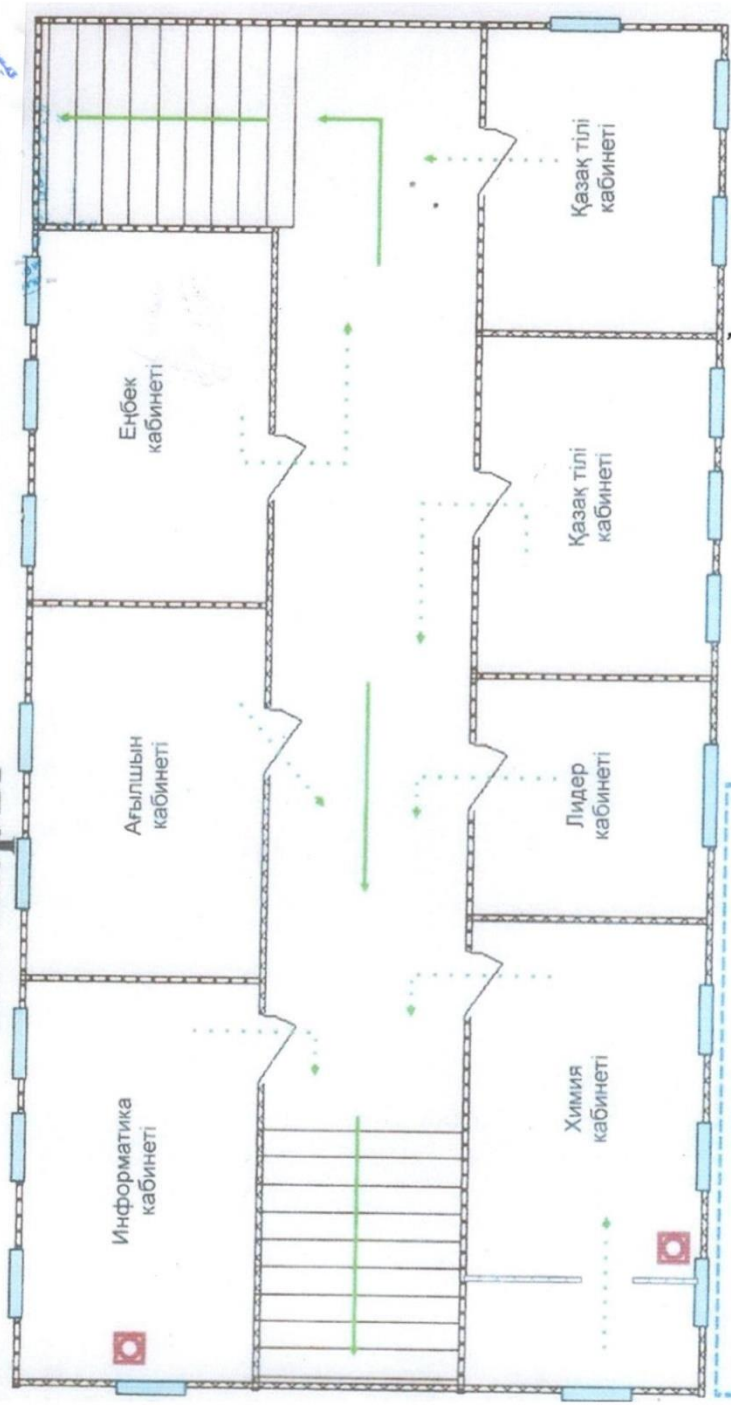 Информатика
кабинеті
Ағылшын
кабинеті
Еңбек
кабинеті
Химия
кабинеті
Лидер
кабинеті
Қазақ тілі
кабинеті
Қазақ тілі
кабинеті